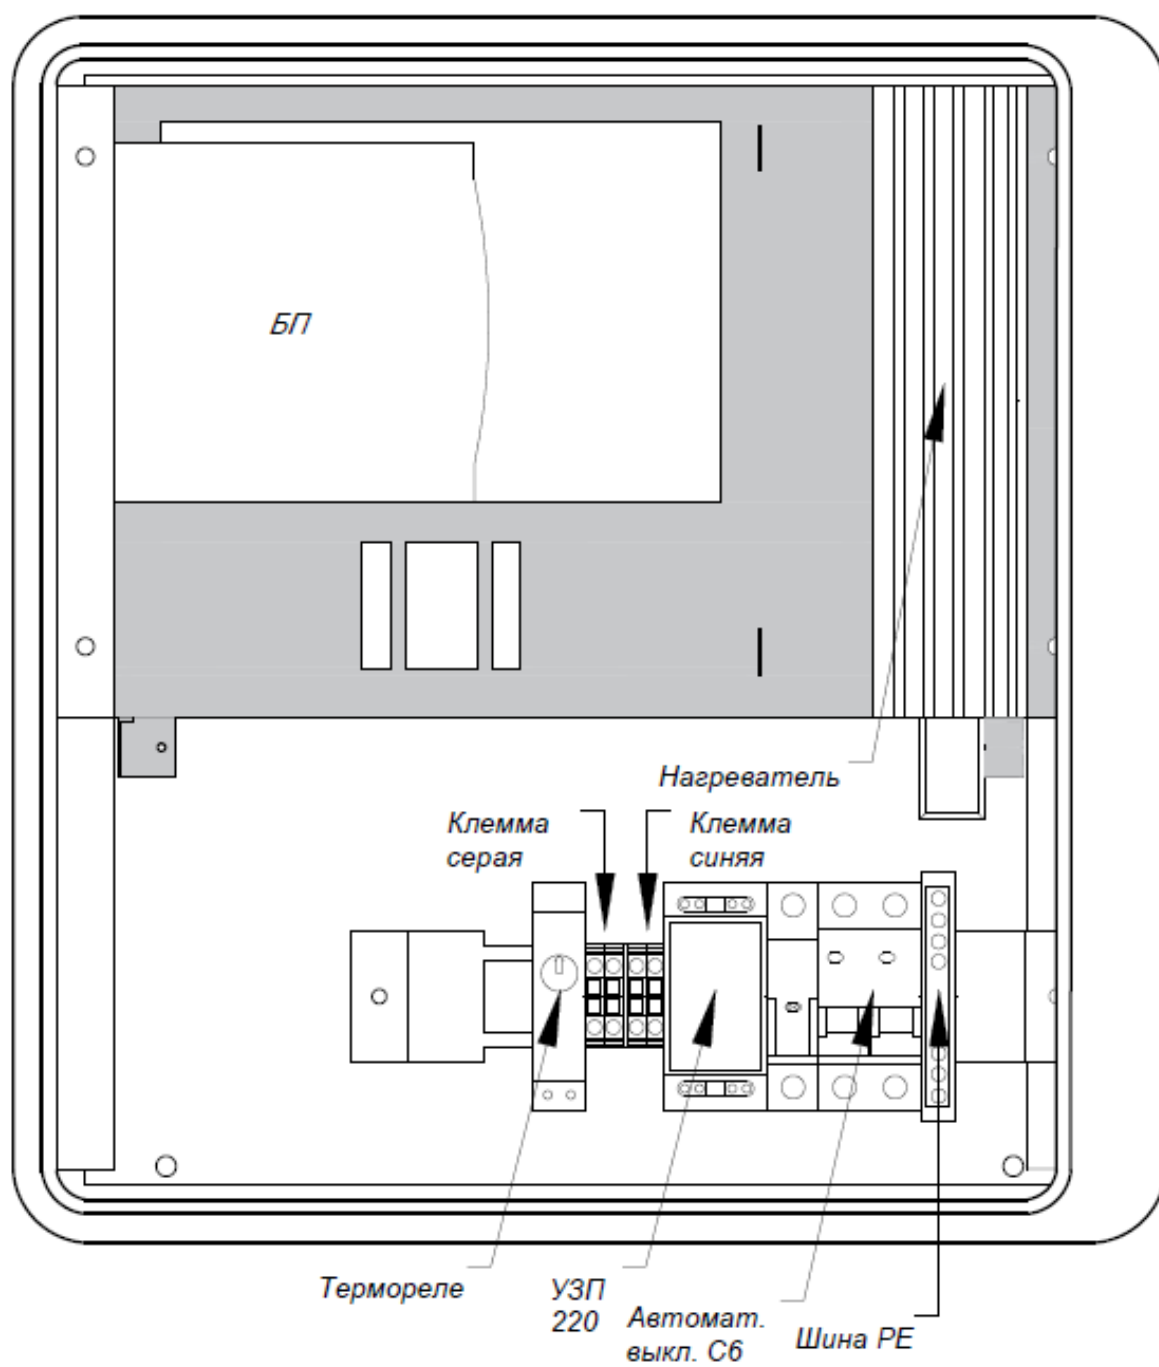 БП
Нагреватель
Клемма
серая
Клемма
синяя
Термореле
УЗП
220
Автомат.
выкл. С6
Шина PE